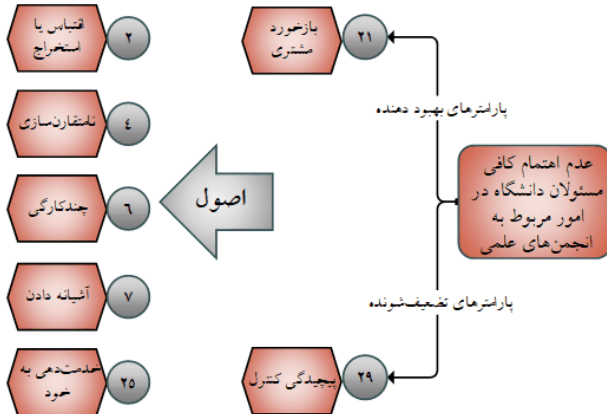 عدم اهتمام کافی
مسئولان دانشگاه در
امور مربوط به
انجمن‌های علمی
پارامترهای بهبود دهنده
۲۱
بازخورد
مشتری
پارامترهای تضعیف‌شونده
۲۹
پیچیدگی کنترل
اصول
۲
اقتباس یا
استخراج
۴
نامتقارن‌سازی
۶
چندکارگی
۷
آشیانه دادن
۲۵
خدمت‌دهی به
خود